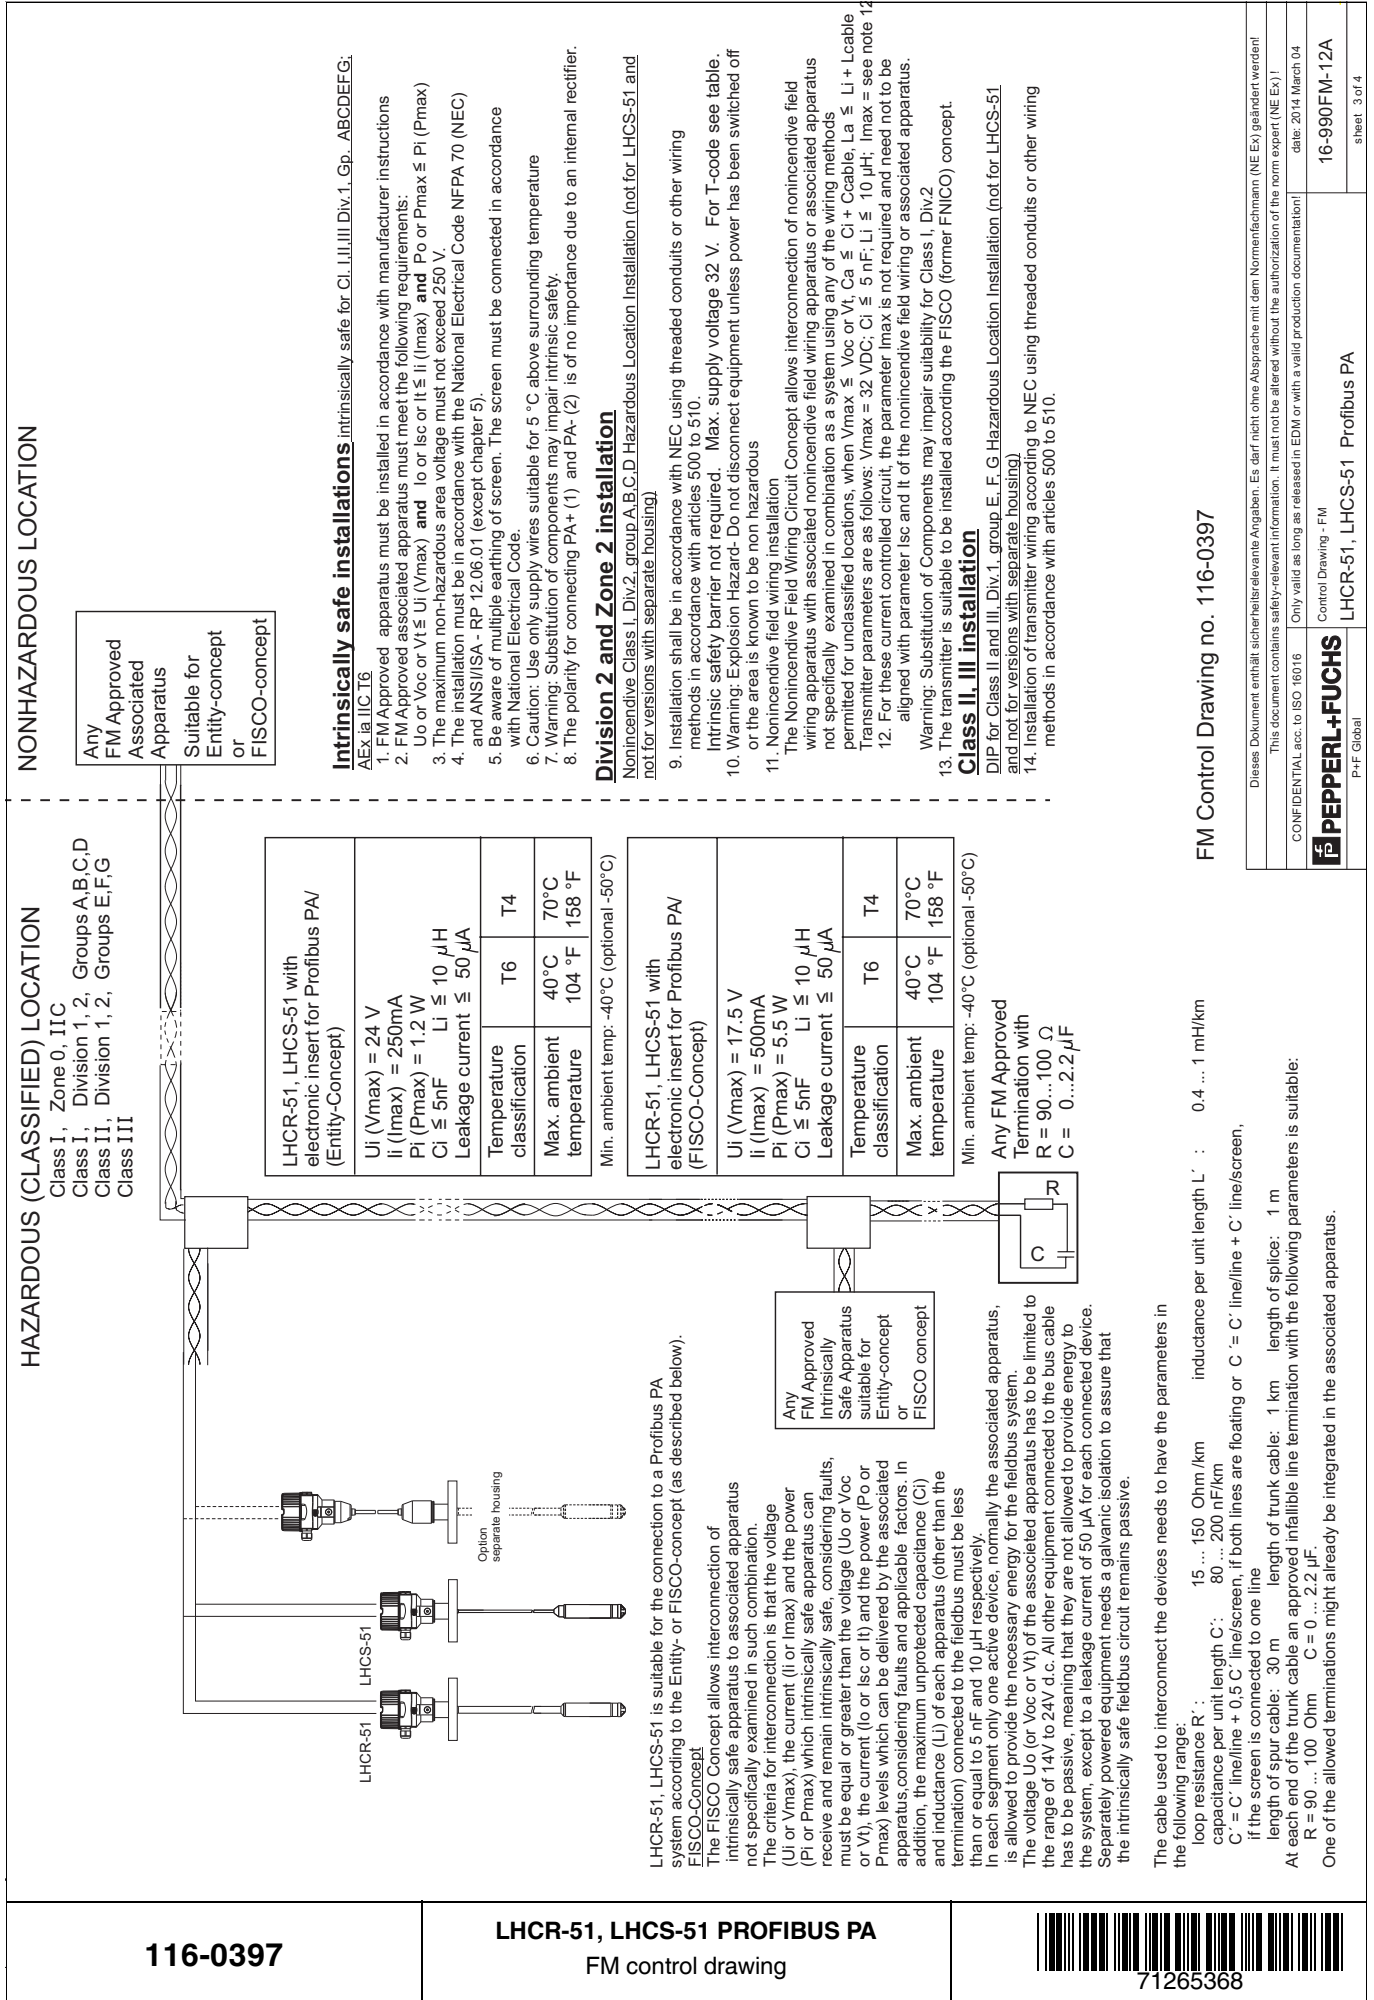 HAZARDOUS (CLASSIFIED) LOCATION
Class I, Zone 0, IIC
Class I, Division 1, 2, Groups A,B,C,D
Class II, Division 1, 2, Groups E,F,G
Class III
NONHAZARDOUS LOCATION
Any
FM Approved
Associated
Apparatus
Suitable for
Entity-concept
or
FISCO-concept
LHCR-51
LHCS-51
Option
separate housing
LHCR-51, LHCS-51 with
electronic insert for Profibus PA/
(Entity-Concept)
Ui (Vmax) = 24 V
Ii (Imax) = 250mA
Pi (Pmax) = 1.2 W
Ci ≤ 5nF Li ≤ 10 µH
Leakage current ≤ 50 µA
Temperature
classification
T6
T4
Max. ambient
temperature
40°C
104 °F
70°C
158 °F
Min. ambient temp: -40°C (optional -50°C)
LHCR-51, LHCS-51 with
electronic insert for Profibus PA/
(FISCO-Concept)
Ui (Vmax) = 17.5 V
Ii (Imax) = 500mA
Pi (Pmax) = 5.5 W
Ci ≤ 5nF Li ≤ 10 µH
Leakage current ≤ 50 µA
Temperature
classification
T6
T4
Max. ambient
temperature
40°C
104 °F
70°C
158 °F
Min. ambient temp: -40°C (optional -50°C)
Any FM Approved
Termination with
R = 90...100 Ω
C = 0...2.2 µF
R
C
Any
FM Approved
Intrinsically
Safe Apparatus
suitable for
Entity-concept
or
FISCO concept
LHCR-51, LHCS-51 is suitable for the connection to a Profibus PA
system according to the Entity- or FISCO-concept (as described below).
FISCO-Concept
The FISCO Concept allows interconnection of
intrinsically safe apparatus to associated apparatus
not specifically examined in such combination.
The criteria for interconnection is that the voltage
(Ui or Vmax), the current (Ii or Imax) and the power
(Pi or Pmax) which intrinsically safe apparatus can
receive and remain intrinsically safe, considering faults,
must be equal or greater than the voltage (Uo or Voc
or Vt), the current (Io or Isc or It) and the power (Po or
Pmax) levels which can be delivered by the associated
apparatus,considering faults and applicable factors. In
addition, the maximum unprotected capacitance (Ci)
and inductance (Li) of each apparatus (other than the
termination) connected to the fieldbus must be less
than or equal to 5 nF and 10 µH respectively.
In each segment only one active device, normally the associated apparatus,
is allowed to provide the necessary energy for the fieldbus system.
The voltage Uo (or Voc or Vt) of the associated apparatus has to be limited to
the range of 14V to 24V d.c. All other equipment connected to the bus cable
has to be passive, meaning that they are not allowed to provide energy to
the system, except to a leakage current of 50 µA for each connected device.
Separately powered equipment needs a galvanic isolation to assure that
the intrinsically safe fieldbus circuit remains passive.
The cable used to interconnect the devices needs to have the parameters in
the following range:
loop resistance R´ : 15 ... 150 Ohm /km inductance per unit length L´ : 0.4 ... 1 mH/km
capacitance per unit length C´: 80 ... 200 nF/km
C´ = C´ line/line + 0,5 C´ line/screen, if both lines are floating or C´ = C´ line/line + C´ line/screen,
if the screen is connected to one line
length of spur cable: 30 m length of trunk cable: 1 km length of splice: 1 m
At each end of the trunk cable an approved infallible line termination with the following parameters is suitable:
R = 90 ... 100 Ohm C = 0 ... 2.2 µF.
One of the allowed terminations might already be integrated in the associated apparatus.
Intrinsically safe installations intrinsically safe for Cl. I,II,III Div.1, Gp. ABCDEFG;
AEx ia IIC T6
1. FM Approved apparatus must be installed in accordance with manufacturer instructions
2. FM Approved associated apparatus must meet the following requirements:
Uo or Voc or Vt ≤ Ui (Vmax) and Io or Isc or It ≤ Ii (Imax) and Po or Pmax ≤ Pi (Pmax)
3. The maximum non-hazardous area voltage must not exceed 250 V.
4. The installation must be in accordance with the National Electrical Code NFPA 70 (NEC)
and ANSI/ISA - RP 12.06.01 (except chapter 5).
5. Be aware of multiple earthing of screen. The screen must be connected in accordance
with National Electrical Code.
6. Caution: Use only supply wires suitable for 5 °C above surrounding temperature
7. Warning: Substitution of components may impair intrinsic safety.
8. The polarity for connecting PA+ (1) and PA- (2) is of no importance due to an internal rectifier.
Division 2 and Zone 2 installation
Nonincendive Class I, Div.2, group A,B,C,D Hazardous Location Installation (not for LHCS-51 and
not for versions with separate housing)
9. Installation shall be in accordance with NEC using threaded conduits or other wiring
methods in accordance with articles 500 to 510.
Intrinsic safety barrier not required. Max. supply voltage 32 V. For T-code see table.
10. Warning: Explosion Hazard- Do not disconnect equipment unless power has been switched off
or the area is known to be non hazardous
11. Nonincendive field wiring installation
The Nonincendive Field Wiring Circuit Concept allows interconnection of nonincendive field
wiring apparatus with associated nonincendive field wiring apparatus or associated apparatus
not specifically examined in combination as a system using any of the wiring methods
permitted for unclassified locations, when Vmax ≤ Voc or Vt, Ca ≤ Ci + Ccable, La ≤ Li + Lcable
Transmitter parameters are as follows: Vmax = 32 VDC; Ci ≤ 5 nF; Li ≤ 10 µH; Imax = see note 12
12. For these current controlled circuit, the parameter Imax is not required and need not to be
aligned with parameter Isc and It of the nonincendive field wiring or associated apparatus.
Warning: Substitution of Components may impair suitability for Class I, Div.2
13. The transmitter is suitable to be installed according the FISCO (former FNICO) concept.
Class II, III installation
DIP for Class II and III, Div.1, group E, F, G Hazardous Location Installation (not for LHCS-51
and not for versions with separate housing)
14. Installation of transmitter wiring according to NEC using threaded conduits or other wiring
methods in accordance with articles 500 to 510.
FM Control Drawing no. 116-0397
Dieses Dokument enthält sicherheitsrelevante Angaben. Es darf nicht ohne Absprache mit dem Normenfachmann (NE Ex) geändert werden!
This document contains safety-relevant information. It must not be altered without the authorization of the norm expert (NE Ex) !
CONFIDENTIAL acc. to ISO 16016
Only valid as long as released in EDM or with a valid production documentation!
date: 2014 March 04
PEPPERL+FUCHS
P+F Global
Control Drawing - FM
LHCR-51, LHCS-51 Profibus PA
16-990FM-12A
sheet 3 of 4
116-0397
LHCR-51, LHCS-51 PROFIBUS PA
FM control drawing
71265368